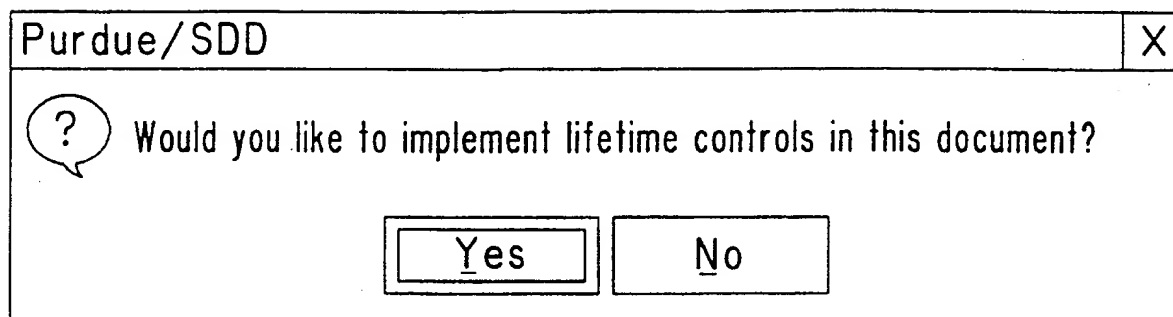 Purdue/SDD X
? Would you like to implement lifetime controls in this document?
Yes No